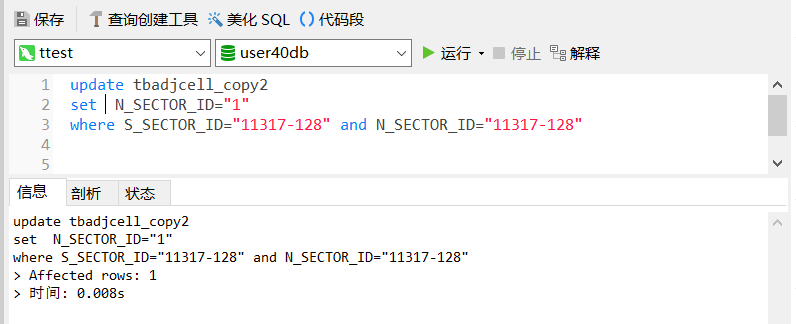 保存 查询创建工具 美化 SQL 代码段
ttest user40db 运行 停止 解释
1 update tbadjcell_copy2
2 set N_SECTOR_ID="1"
3 where S_SECTOR_ID="11317-128" and N_SECTOR_ID="11317-128"
4
5
信息 剖析 状态
update tbadjcell_copy2
set  N_SECTOR_ID="1"
where S_SECTOR_ID="11317-128" and N_SECTOR_ID="11317-128"
> Affected rows: 1
> 时间: 0.008s